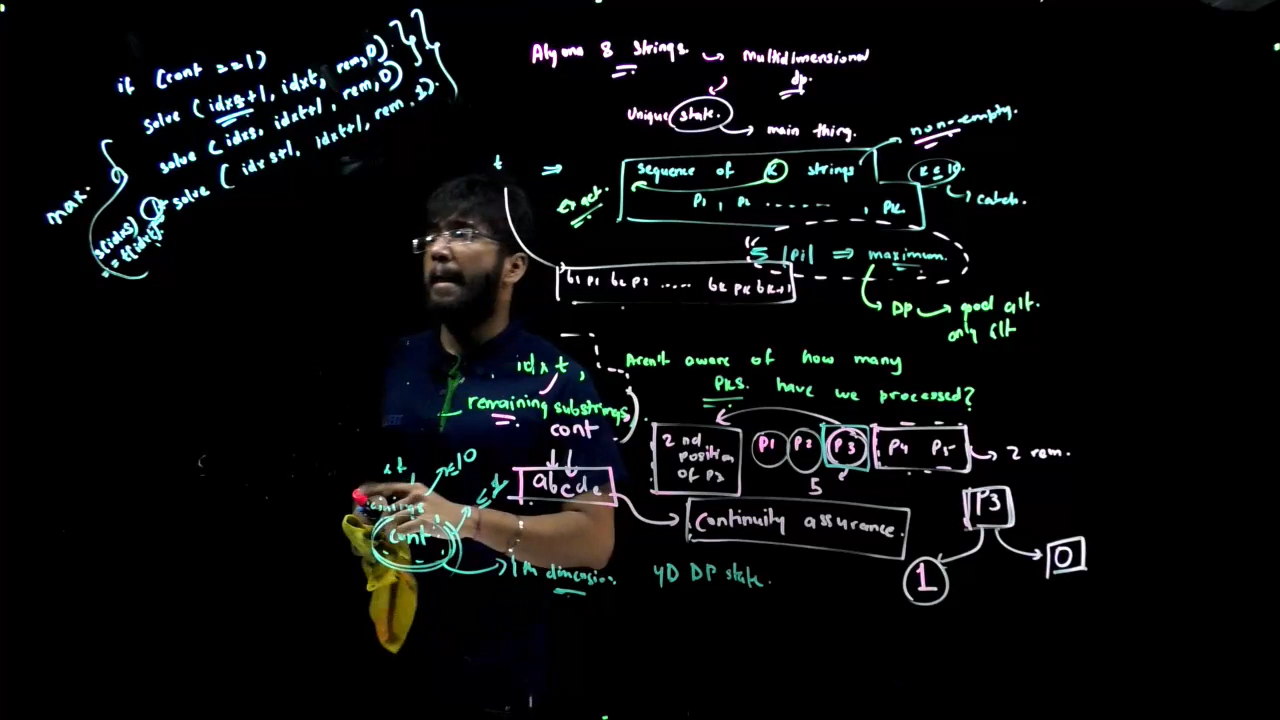 if (cont == 1)
solve (idxs+1, idxt, rem, 0)}}
solve (idxs, idxt+1, rem, 0)
solve (idxs+1, idxt+1, rem, 1).
max.
Alyona & Strings → multidimensional
dp.
Unique state.
→ main thing.
non-empty.
t ⇒ sequence of k strings
k ≤ 10.
→ catch.
exact.
P1, P2 ........, Pk.
|Pi| ⇒ maximum.
b1 P1 b2 P2 ..... bk Pk bk+1
DP → good alt.
only alt
idxt,
Aren't aware of how many
PKS. have we processed?
remaining substrings.
cont
2nd
position
of P3
P1 P2 P3 P4 P5 → 2 rem.
5
abcde
≤10
cont
continuity assurance.
P3
1
0
dimension.
4D DP state.